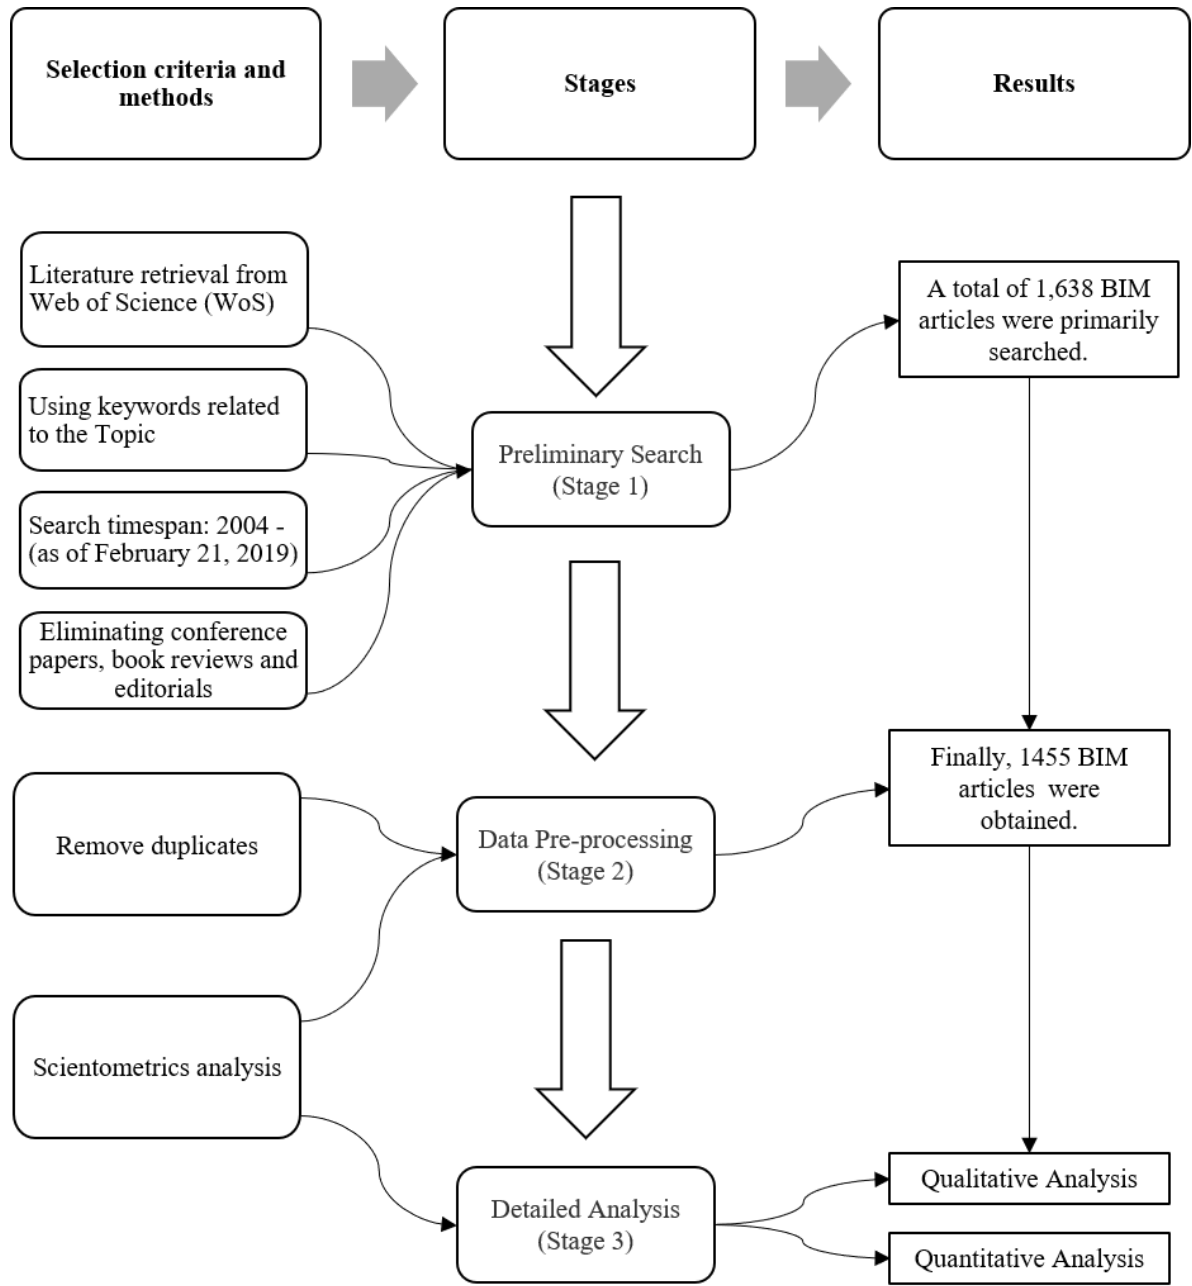 Selection criteria and
methods
Stages
Results
Literature retrieval from
Web of Science (WoS)
Using keywords related
to the Topic
Search timespan: 2004 -
(as of February 21, 2019)
Eliminating conference
papers, book reviews and
editorials
Preliminary Search
(Stage 1)
A total of 1,638 BIM
articles were primarily
searched.
Remove duplicates
Data Pre-processing
(Stage 2)
Finally, 1455 BIM
articles were
obtained.
Scientometrics analysis
Detailed Analysis
(Stage 3)
Qualitative Analysis
Quantitative Analysis